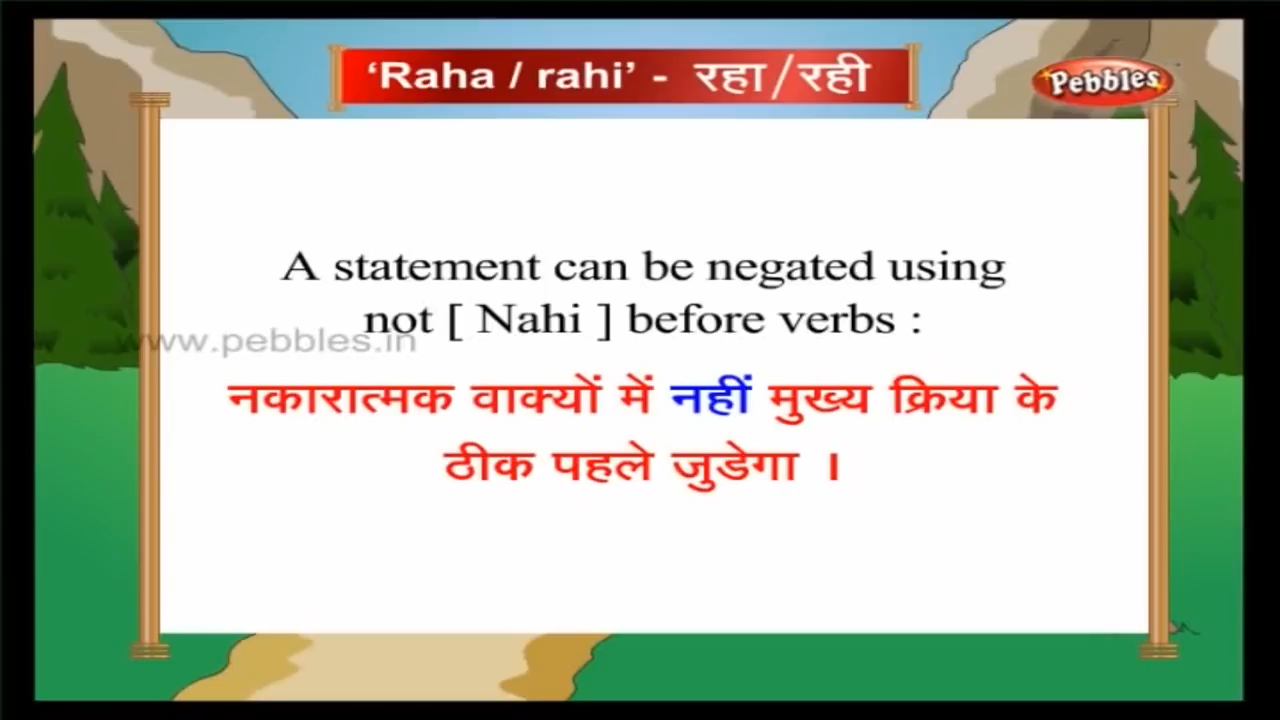 ‘Raha / rahi’ - रहा/रही
Pebbles
A statement can be negated using
not [ Nahi ] before verbs :
www.pebbles.in
नकारात्मक वाक्यों में नहीं मुख्य क्रिया के
ठीक पहले जुडेगा ।